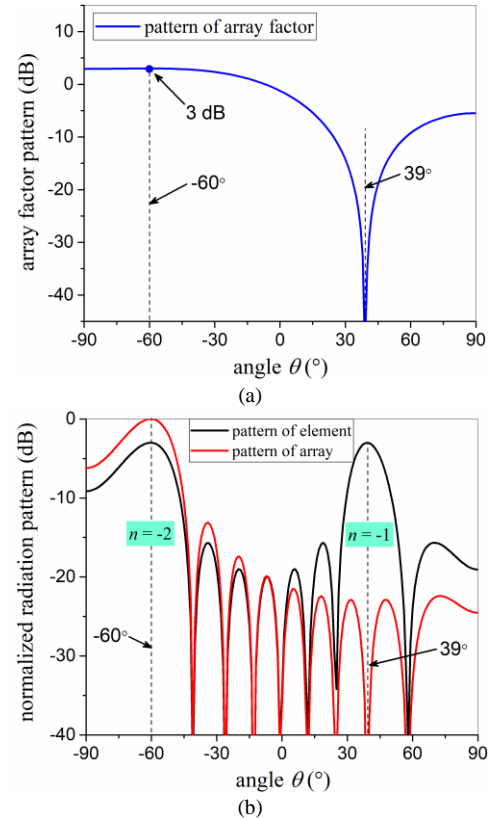 pattern of array factor
array factor pattern (dB)
10
0
-10
-20
-30
-40
3 dB
-60°
39°
-90 -60 -30 0 30 60 90
angle θ (°)
(a)
normalized radiation pattern (dB)
0
-10
-20
-30
-40
pattern of element
pattern of array
n = -2
n = -1
-60°
39°
-90 -60 -30 0 30 60 90
angle θ (°)
(b)